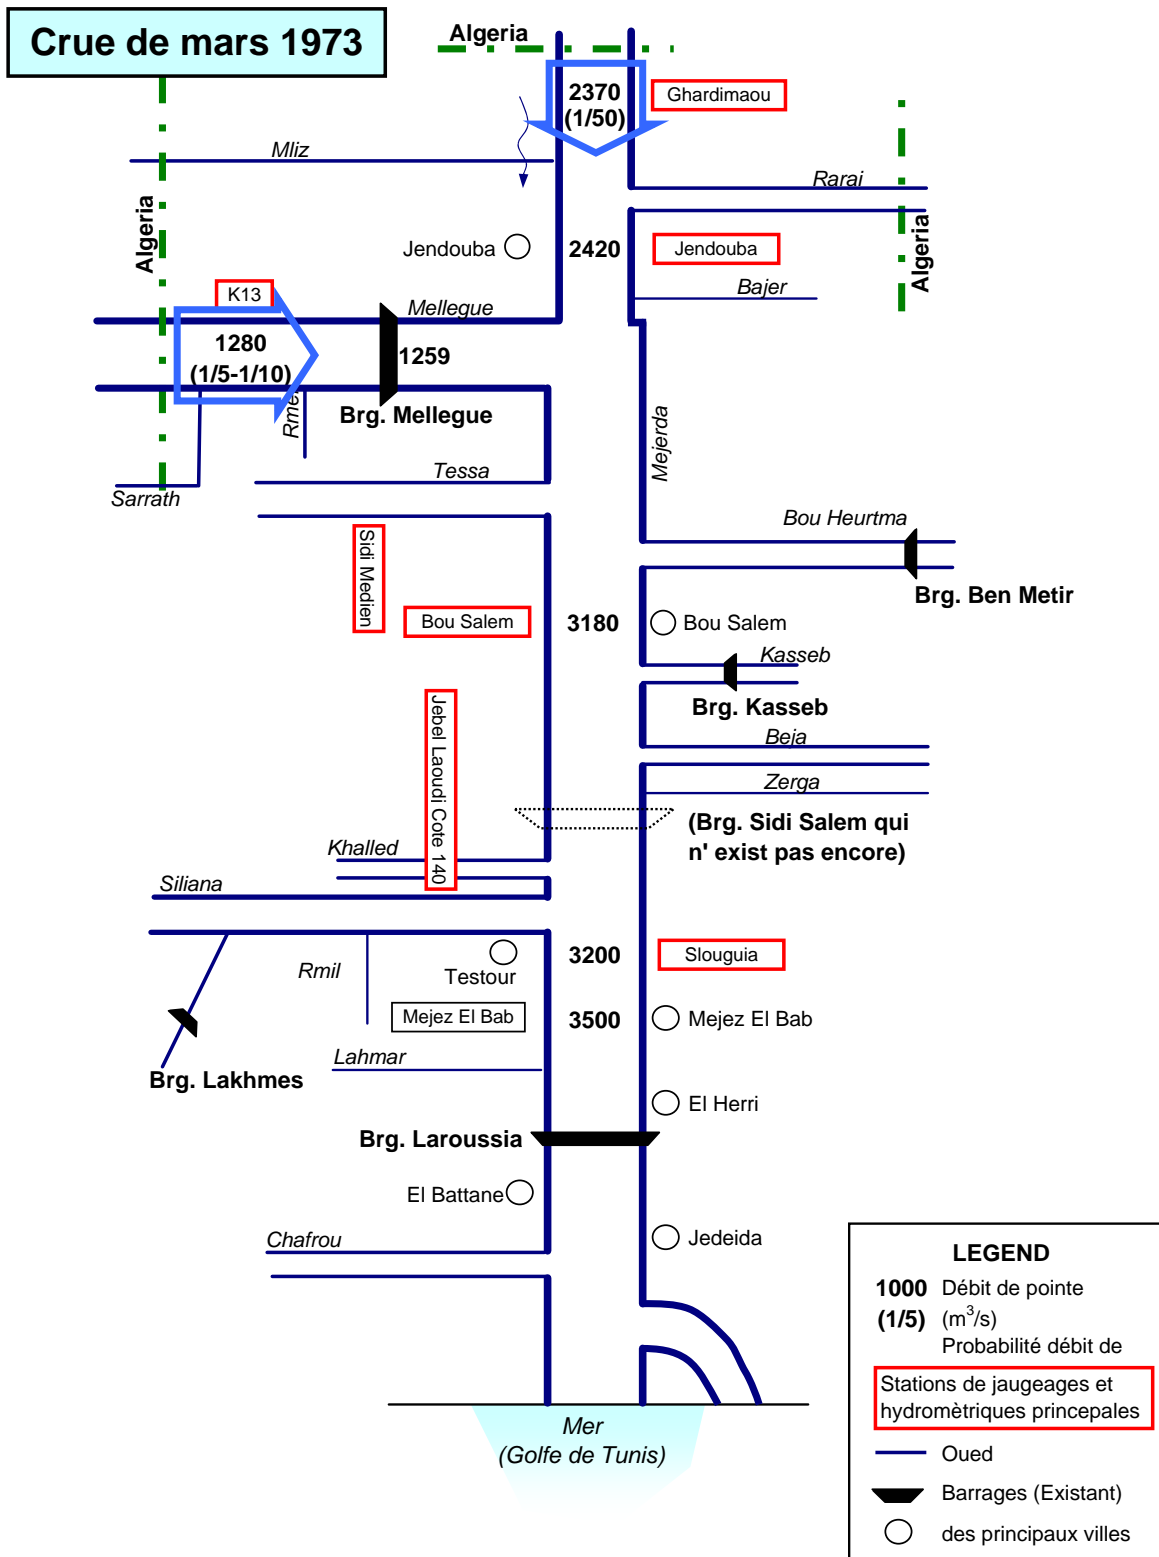 Crue de mars 1973
Algeria
2370
(1/50)
Ghardimaou
Mliz
Rarai
Algeria
Algeria
Jendouba
2420
Jendouba
K13
Bajer
Mellegue
1280
(1/5-1/10)
1259
Rmel
Brg. Mellegue
Mejerda
Tessa
Sarrath
Bou Heurtma
Sidi Medien
Brg. Ben Metir
Bou Salem
3180
Bou Salem
Kasseb
Brg. Kasseb
Jebel Laoudi Cote 140
Beja
Zerga
(Brg. Sidi Salem qui
n' exist pas encore)
Khalled
Siliana
Rmil
Testour
3200
Slouguia
Mejez El Bab
3500
Mejez El Bab
Lahmar
Brg. Lakhmes
El Herri
Brg. Laroussia
El Battane
Chafrou
Jedeida
Mer
(Golfe de Tunis)
LEGEND
1000 Débit de pointe
(1/5) (m³/s)
Probabilité débit de
Stations de jaugeages et
hydromètriques princepales
Oued
Barrages (Existant)
des principaux villes